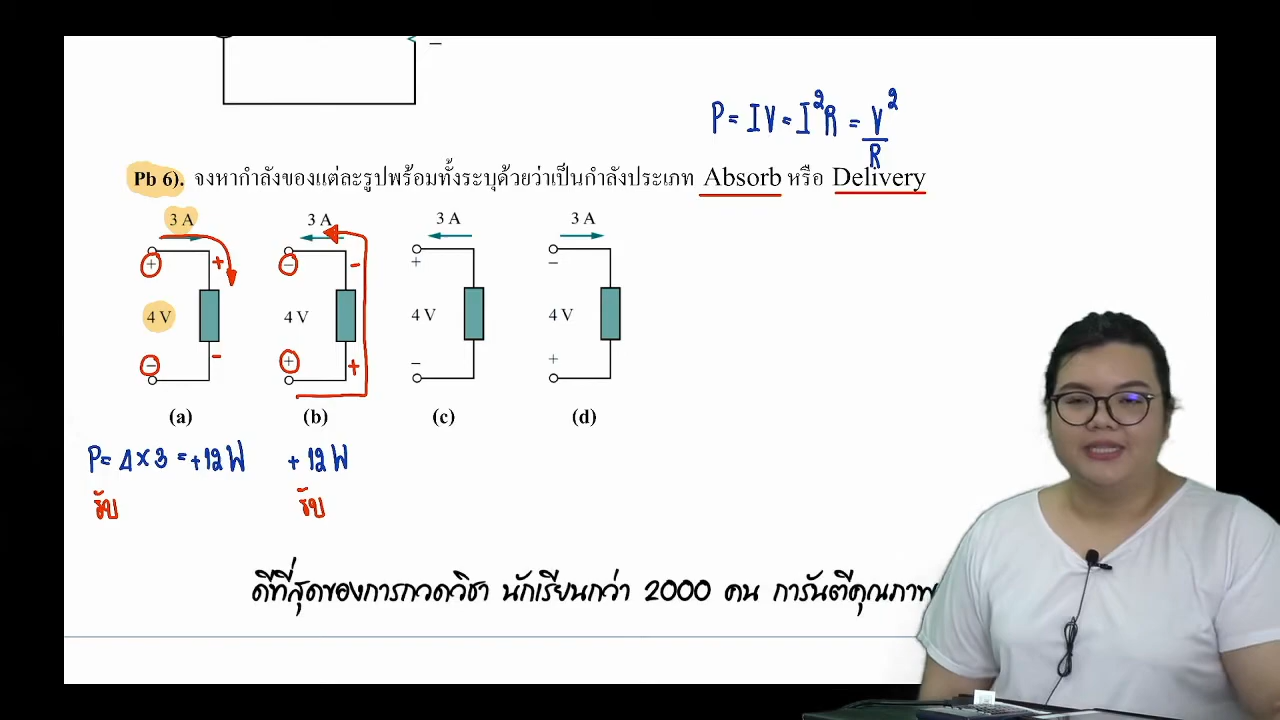 P = IV = I²R = V²/R
Pb 6). จงหากำลังของแต่ละรูปพร้อมทั้งระบุด้วยว่าเป็นกำลังประเภท Absorb หรือ Delivery
3 A 3 A 3 A 3 A
+ + − − + −
4 V 4 V 4 V 4 V
− − + + − +
(a) (b) (c) (d)
P = 4 × 3 = +12 W + 12 W
รับ รับ
ดีที่สุดของการกวดวิชา นักเรียนกว่า 2000 คน การันตีคุณภาพ